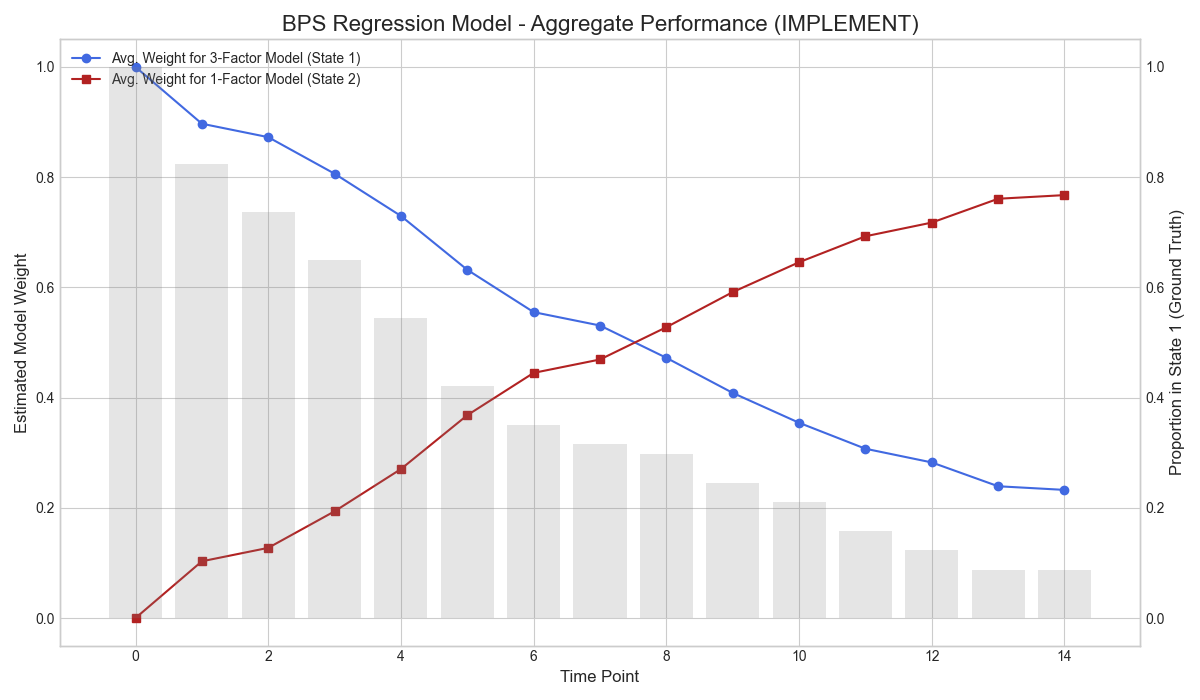 BPS Regression Model - Aggregate Performance (IMPLEMENT)
Avg. Weight for 3-Factor Model (State 1)
Avg. Weight for 1-Factor Model (State 2)
Estimated Model Weight
1.0
0.8
0.6
0.4
0.2
0.0
1.0
0.8
0.6
0.4
0.2
0.0
Proportion in State 1 (Ground Truth)
0 2 4 6 8 10 12 14
Time Point